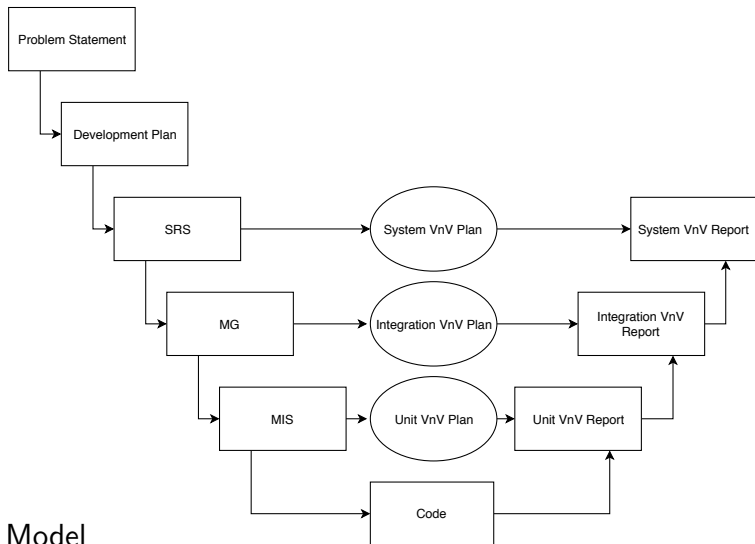 Problem Statement
Development Plan
SRS
System VnV Plan
System VnV Report
MG
Integration VnV Plan
Integration VnV
Report
MIS
Unit VnV Plan
Unit VnV Report
Code
Model